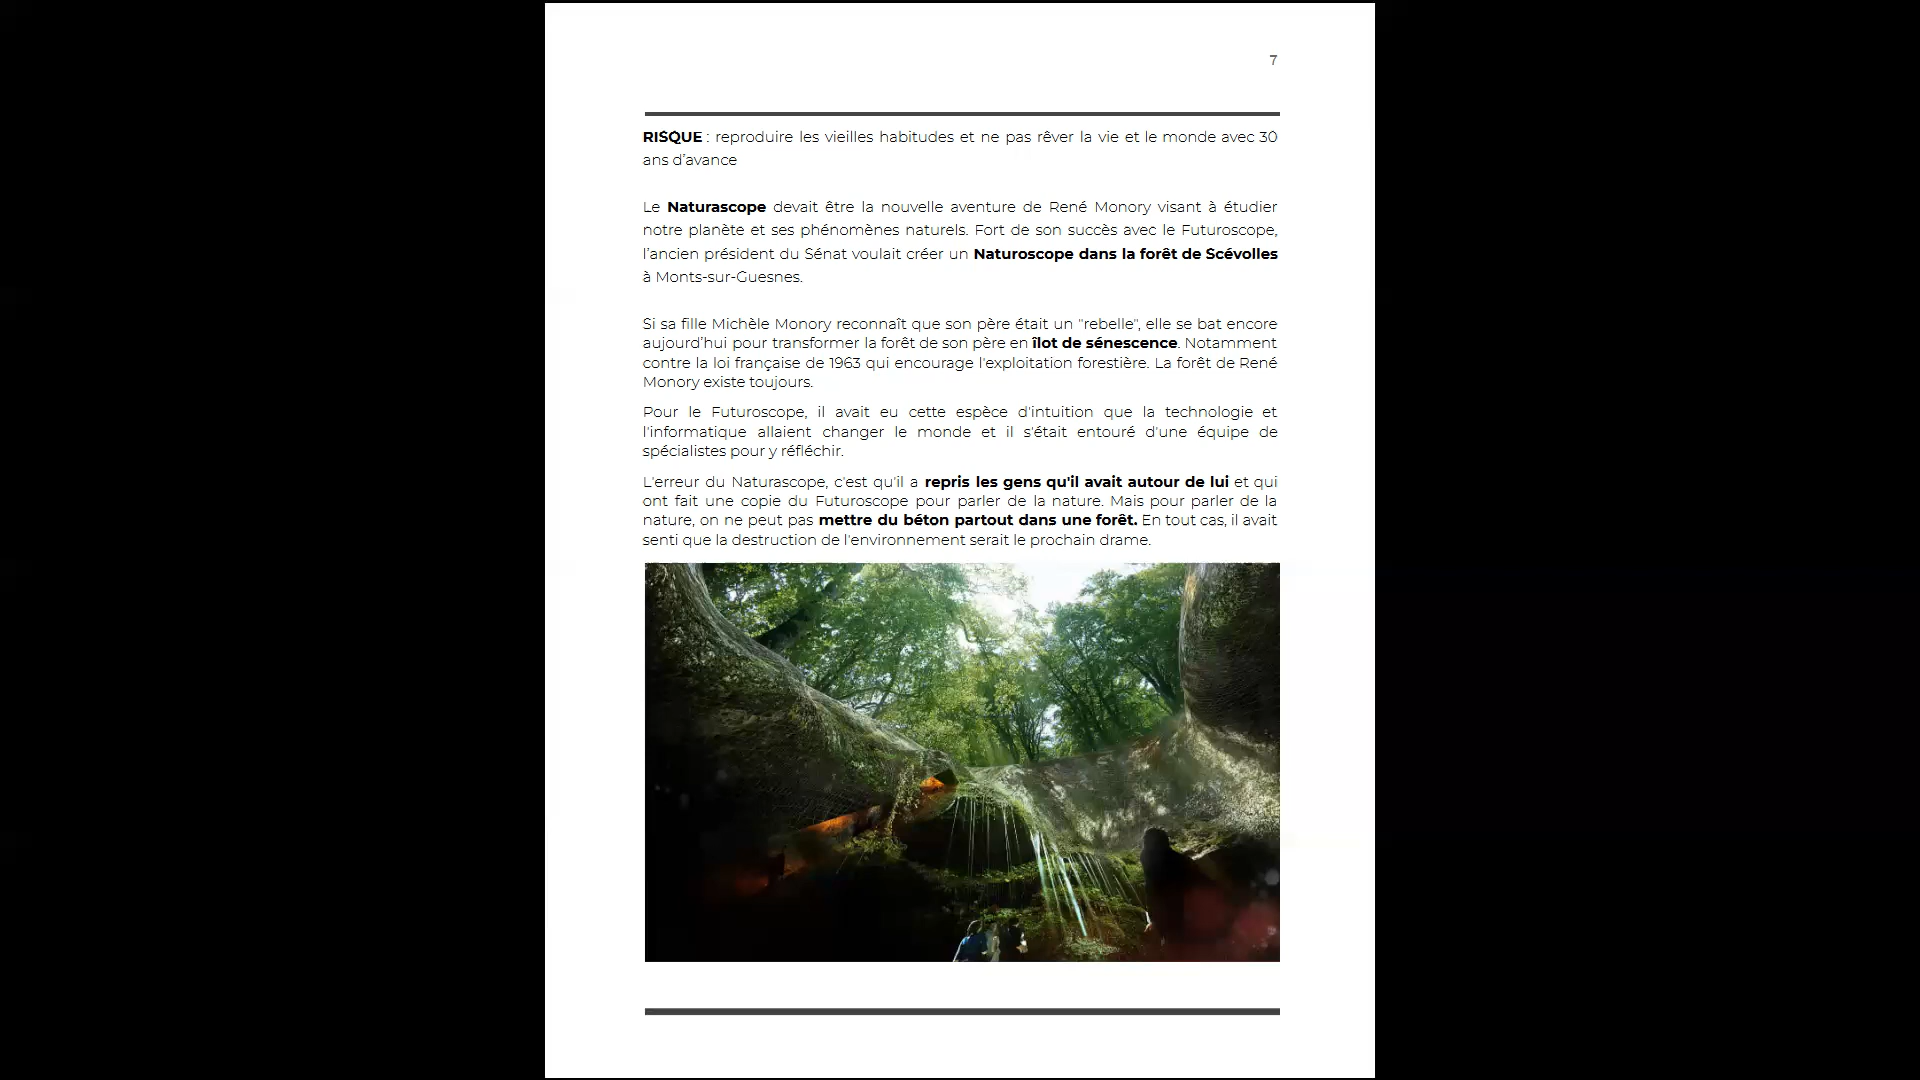 7
RISQUE : reproduire les vieilles habitudes et ne pas rêver la vie et le monde avec 30
ans d’avance
Le Naturascope devait être la nouvelle aventure de René Monory visant à étudier
notre planète et ses phénomènes naturels. Fort de son succès avec le Futuroscope,
l’ancien président du Sénat voulait créer un Naturoscope dans la forêt de Scévolles
à Monts-sur-Guesnes.
Si sa fille Michèle Monory reconnaît que son père était un "rebelle", elle se bat encore
aujourd’hui pour transformer la forêt de son père en îlot de sénescence. Notamment
contre la loi française de 1963 qui encourage l'exploitation forestière. La forêt de René
Monory existe toujours.
Pour le Futuroscope, il avait eu cette espèce d'intuition que la technologie et
l'informatique allaient changer le monde et il s'était entouré d'une équipe de
spécialistes pour y réfléchir.
L'erreur du Naturascope, c'est qu'il a repris les gens qu'il avait autour de lui et qui
ont fait une copie du Futuroscope pour parler de la nature. Mais pour parler de la
nature, on ne peut pas mettre du béton partout dans une forêt. En tout cas, il avait
senti que la destruction de l'environnement serait le prochain drame.